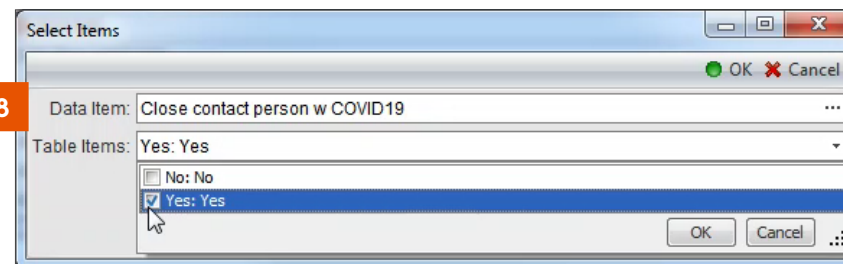 Select Items
OK Cancel
8 Data Item: Close contact person w COVID19 ...
Table Items: Yes: Yes
No: No
Yes: Yes
OK Cancel